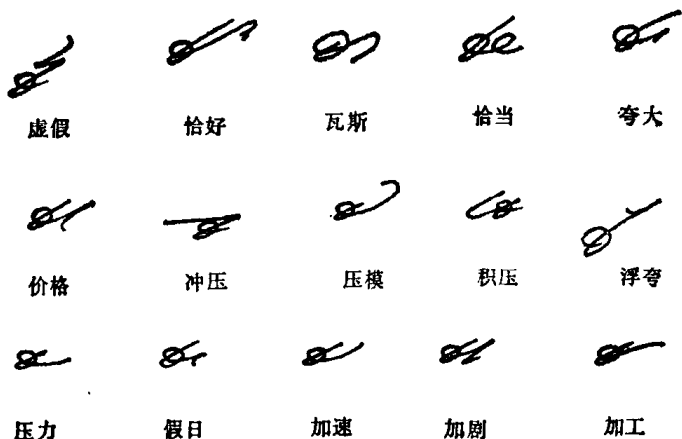 虚假 恰好 瓦斯 恰当 夸大
价格 冲压 压模 积压 浮夸
压力 假日 加速 加剧 加工